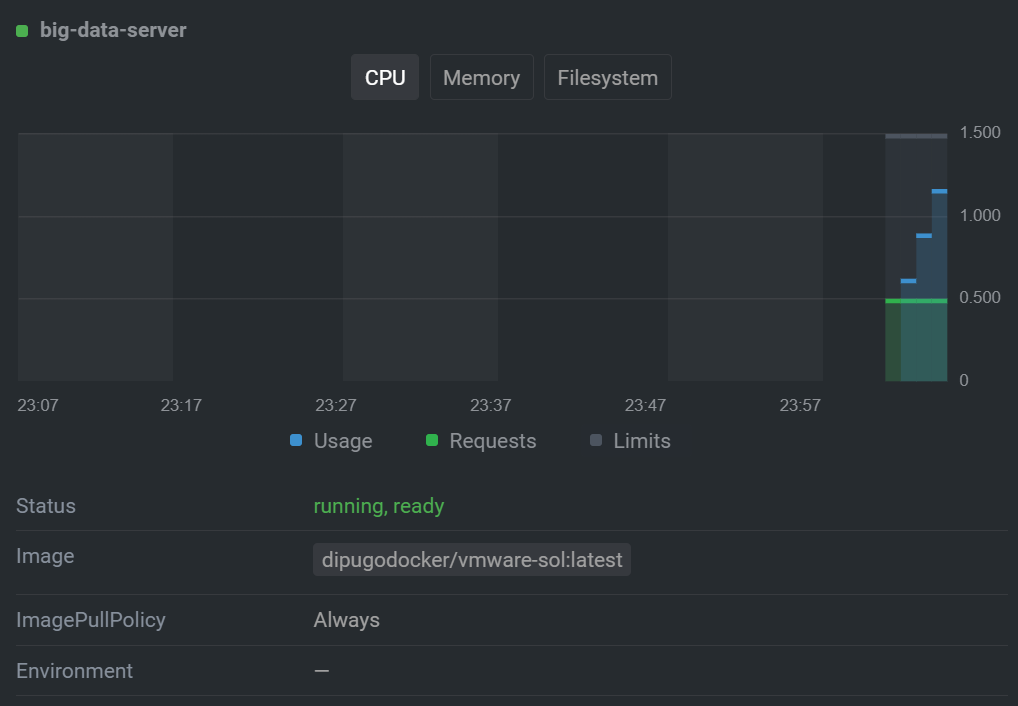 big-data-server
CPU Memory Filesystem
1.500
1.000
0.500
0
23:07 23:17 23:27 23:37 23:47 23:57
Usage Requests Limits
Status running, ready
Image dipugodocker/vmware-sol:latest
ImagePullPolicy Always
Environment —